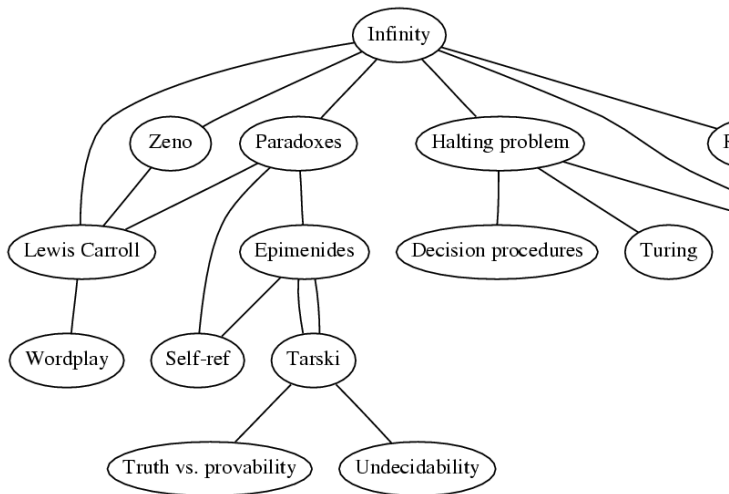 Infinity
Zeno
Paradoxes
Halting problem
Lewis Carroll
Epimenides
Decision procedures
Turing
Wordplay
Self-ref
Tarski
Truth vs. provability
Undecidability